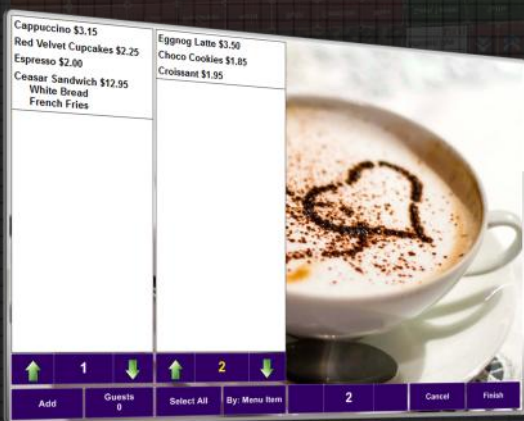 Cappuccino $3.15
Red Velvet Cupcakes $2.25
Espresso $2.00
Ceasar Sandwich $12.95
White Bread
French Fries
Eggnog Latte $3.50
Choco Cookies $1.85
Croissant $1.95
1
2
Add
Guests
0
Select All
By: Menu Item
2
Cancel
Finish